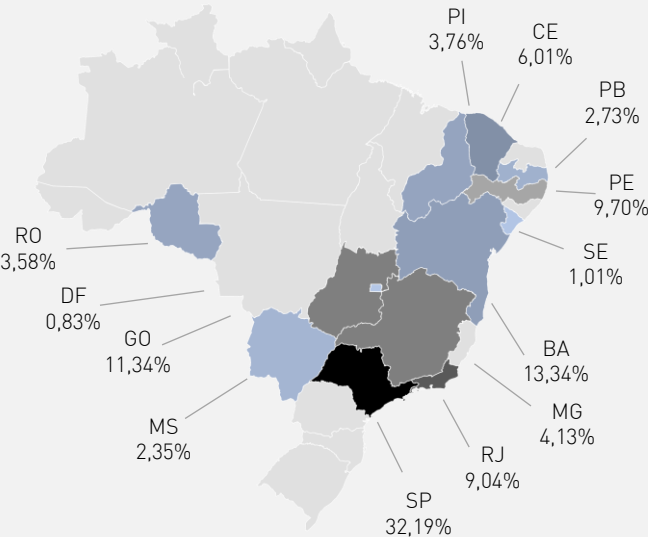 PI
3,76%
CE
6,01%
PB
2,73%
PE
9,70%
SE
1,01%
RO
3,58%
DF
0,83%
GO
11,34%
BA
13,34%
MS
2,35%
MG
4,13%
RJ
9,04%
SP
32,19%